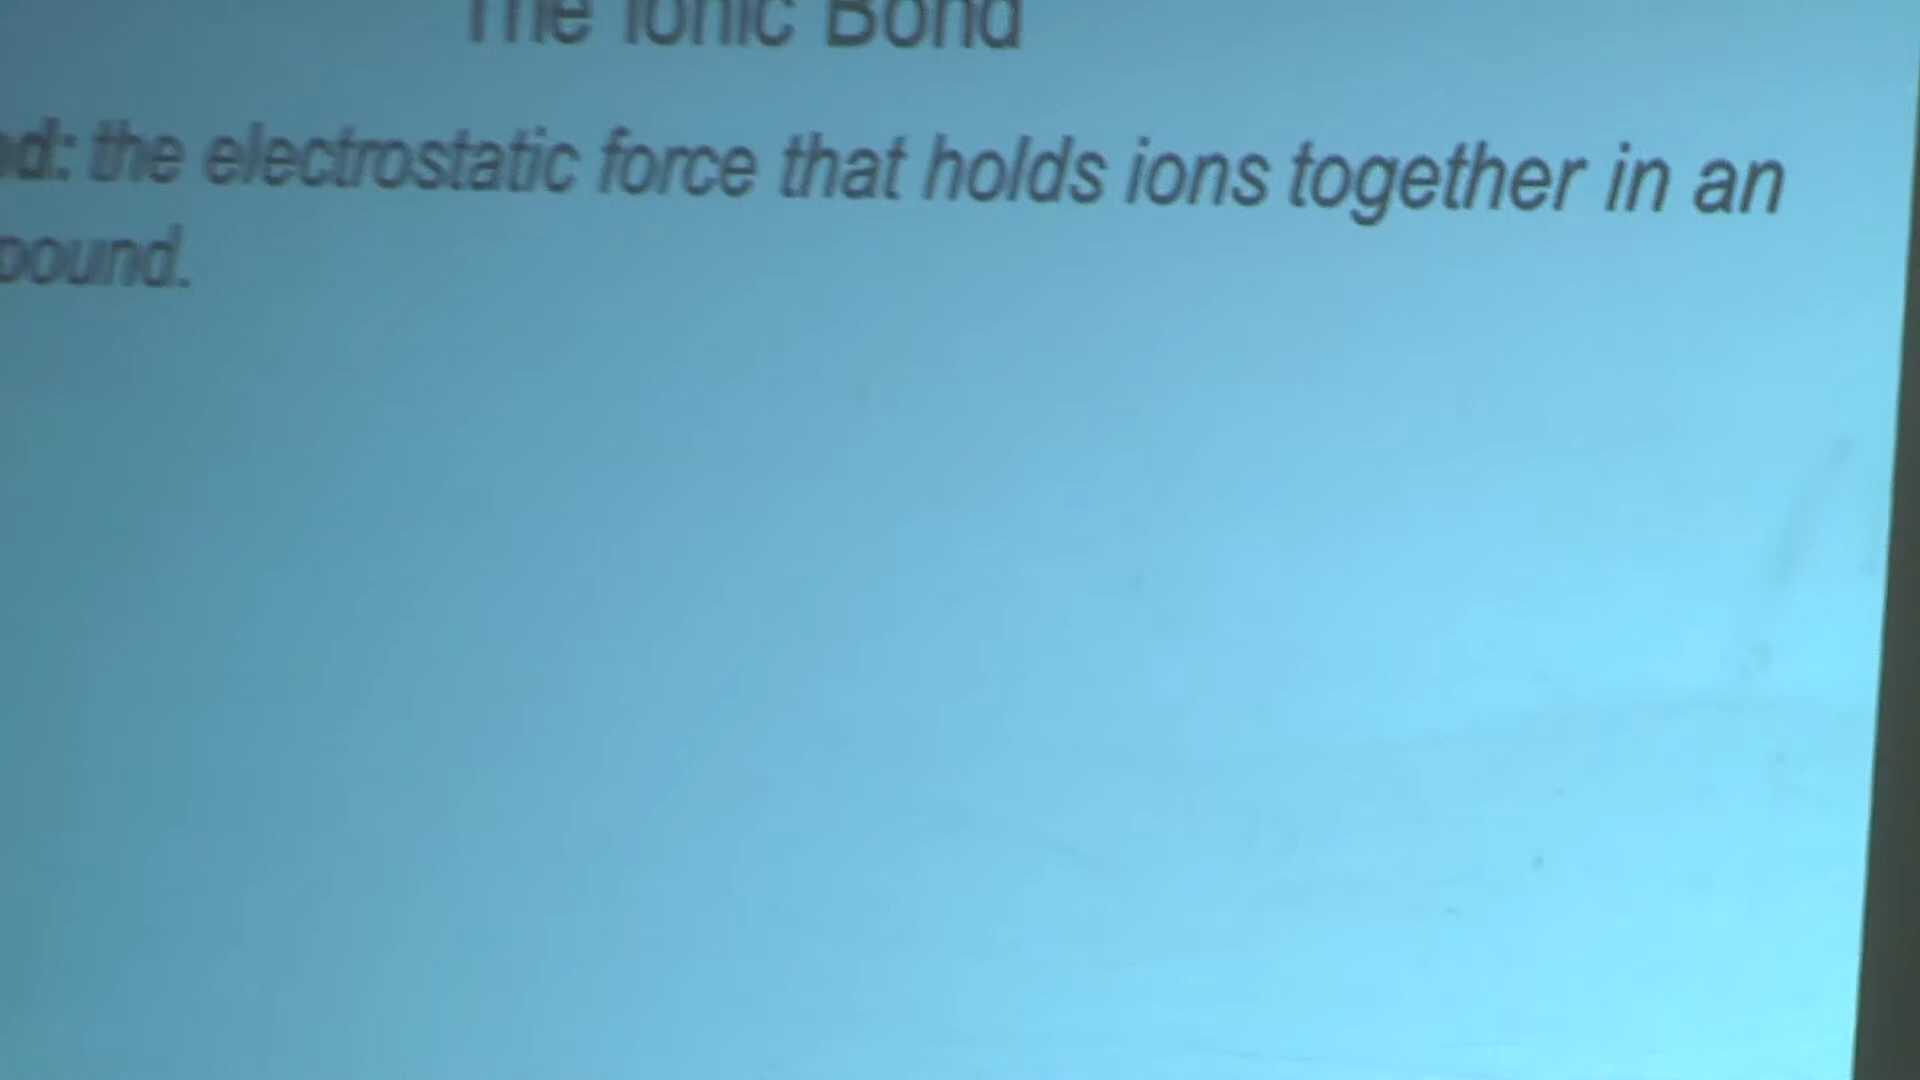 The Ionic Bond
d: the electrostatic force that holds ions together in an
pound.